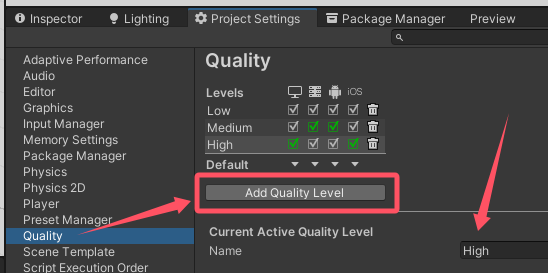 Inspector Lighting Project Settings Package Manager Preview
Adaptive Performance
Audio
Editor
Graphics
Input Manager
Memory Settings
Package Manager
Physics
Physics 2D
Player
Preset Manager
Quality
Scene Template
Script Execution Order
Quality
Levels iOS
Low
Medium
High
Default
Add Quality Level
Current Active Quality Level
Name High